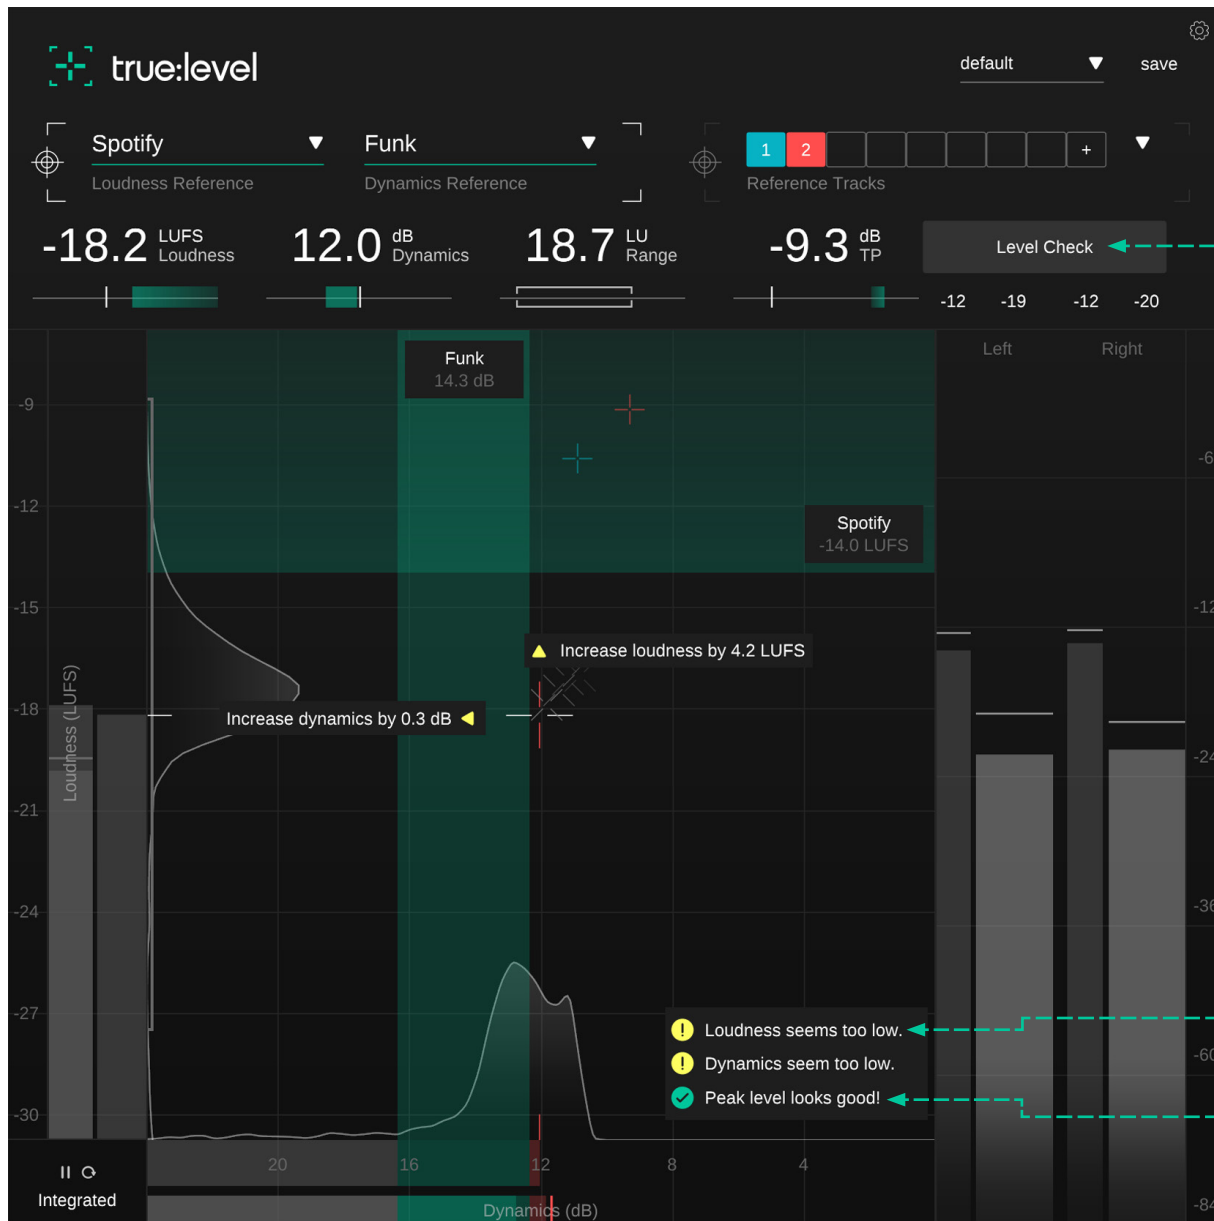 true:level
default
save
Spotify
Funk
1
2
+
Loudness Reference
Dynamics Reference
Reference Tracks
-18.2 LUFS Loudness
12.0 dB Dynamics
18.7 LU Range
-9.3 dB TP
Level Check
-12 -19 -12 -20
Left
Right
Funk
14.3 dB
-9
-6
-12
Spotify
-14.0 LUFS
-15
-12
Increase loudness by 4.2 LUFS
Loudness (LUFS)
-18
Increase dynamics by 0.3 dB
-24
-21
-24
-36
-27
Loudness seems too low.
Dynamics seem too low.
-60
Peak level looks good!
-30
20 16 12 8 4
Integrated
Dynamics (dB)
-84